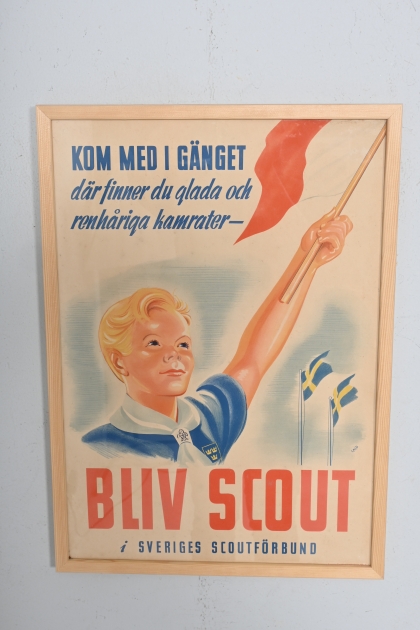 KOM MED I GÄNGET
där finner du glada och
renhåriga kamrater—
BLIV SCOUT
i SVERIGES SCOUTFÖRBUND